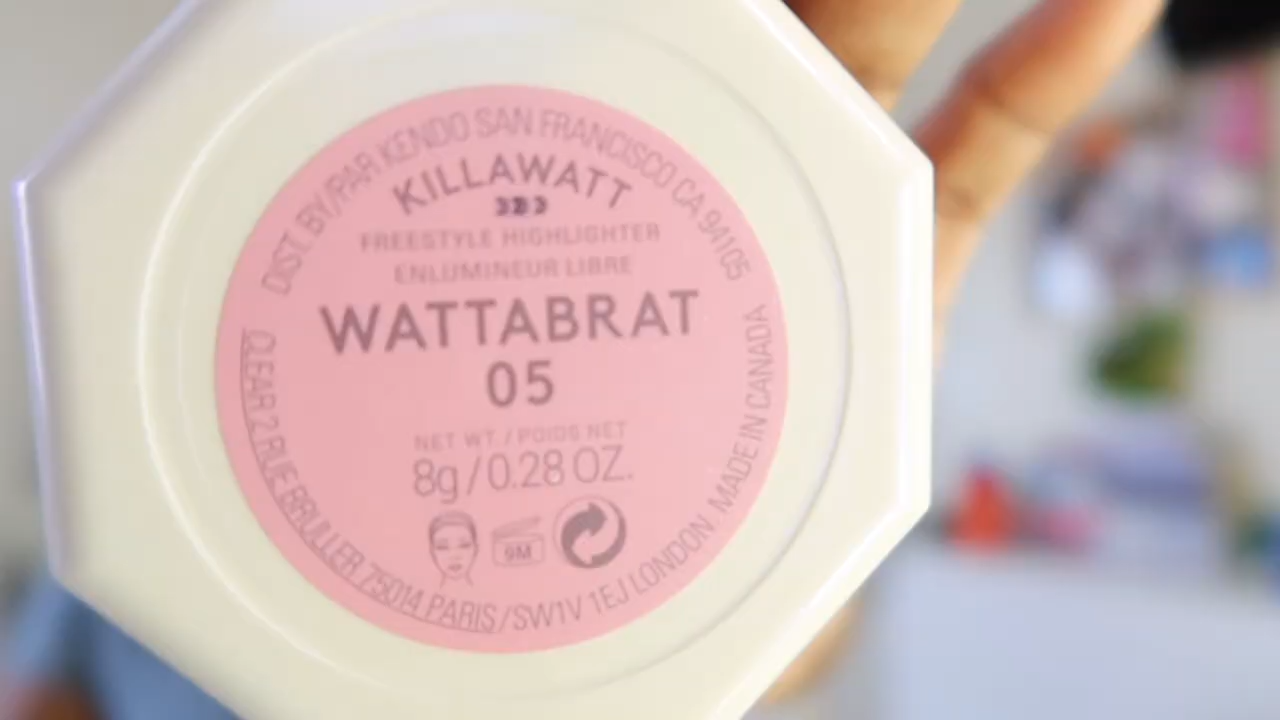 DIST. BY/PAR KENDO SAN FRANCISCO CA 94105
KILLAWATT
FREESTYLE HIGHLIGHTER
ENLUMINEUR LIBRE
WATTABRAT
05
NET WT. / POIDS NET
8g / 0.28 OZ.
9M
CLEAR 2 RUE BRULLER 75014 PARIS / SW1V 1EJ LONDON. MADE IN CANADA